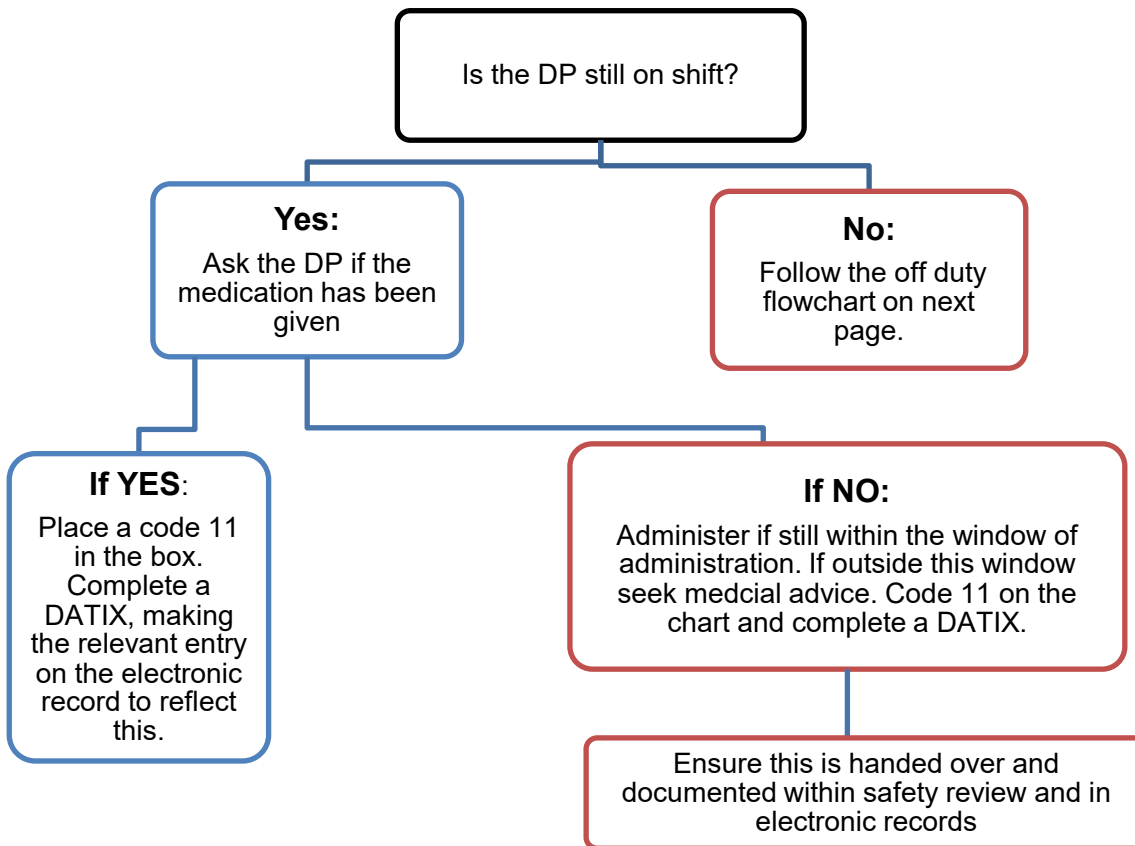 Is the DP still on shift?
Yes:
Ask the DP if the
medication has been
given
No:
Follow the off duty
flowchart on next
page.
If YES:
Place a code 11
in the box.
Complete a
DATIX, making
the relevant entry
on the electronic
record to reflect
this.
If NO:
Administer if still within the window of
administration. If outside this window
seek medcial advice. Code 11 on the
chart and complete a DATIX.
Ensure this is handed over and
documented within safety review and in
electronic records